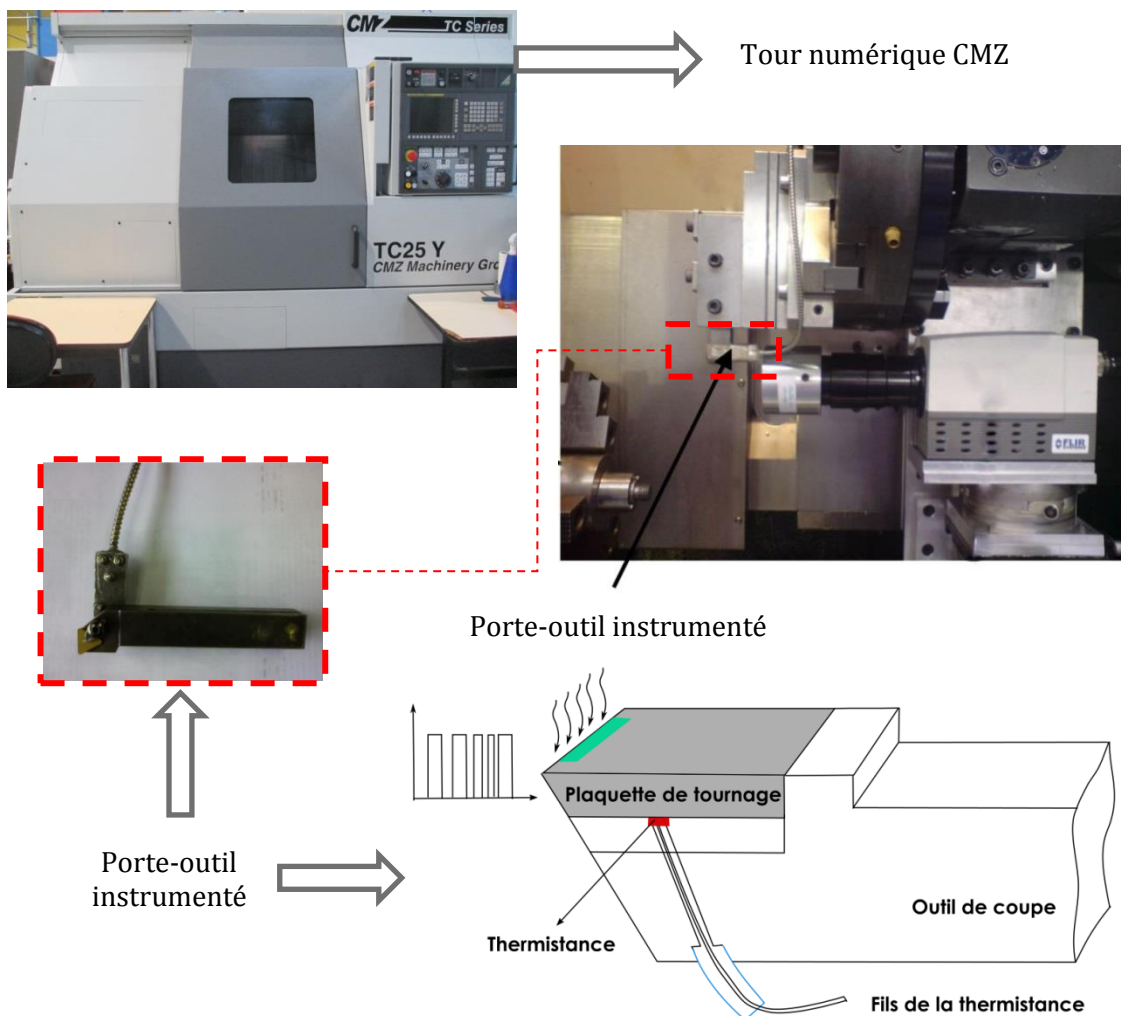 CMZ TC Series
Tour numérique CMZ
TC25 Y
CMZ Machinery Gro
FLIR
Porte-outil instrumenté
Plaquette de tournage
Porte-outil
instrumenté
Outil de coupe
Thermistance
Fils de la thermistance